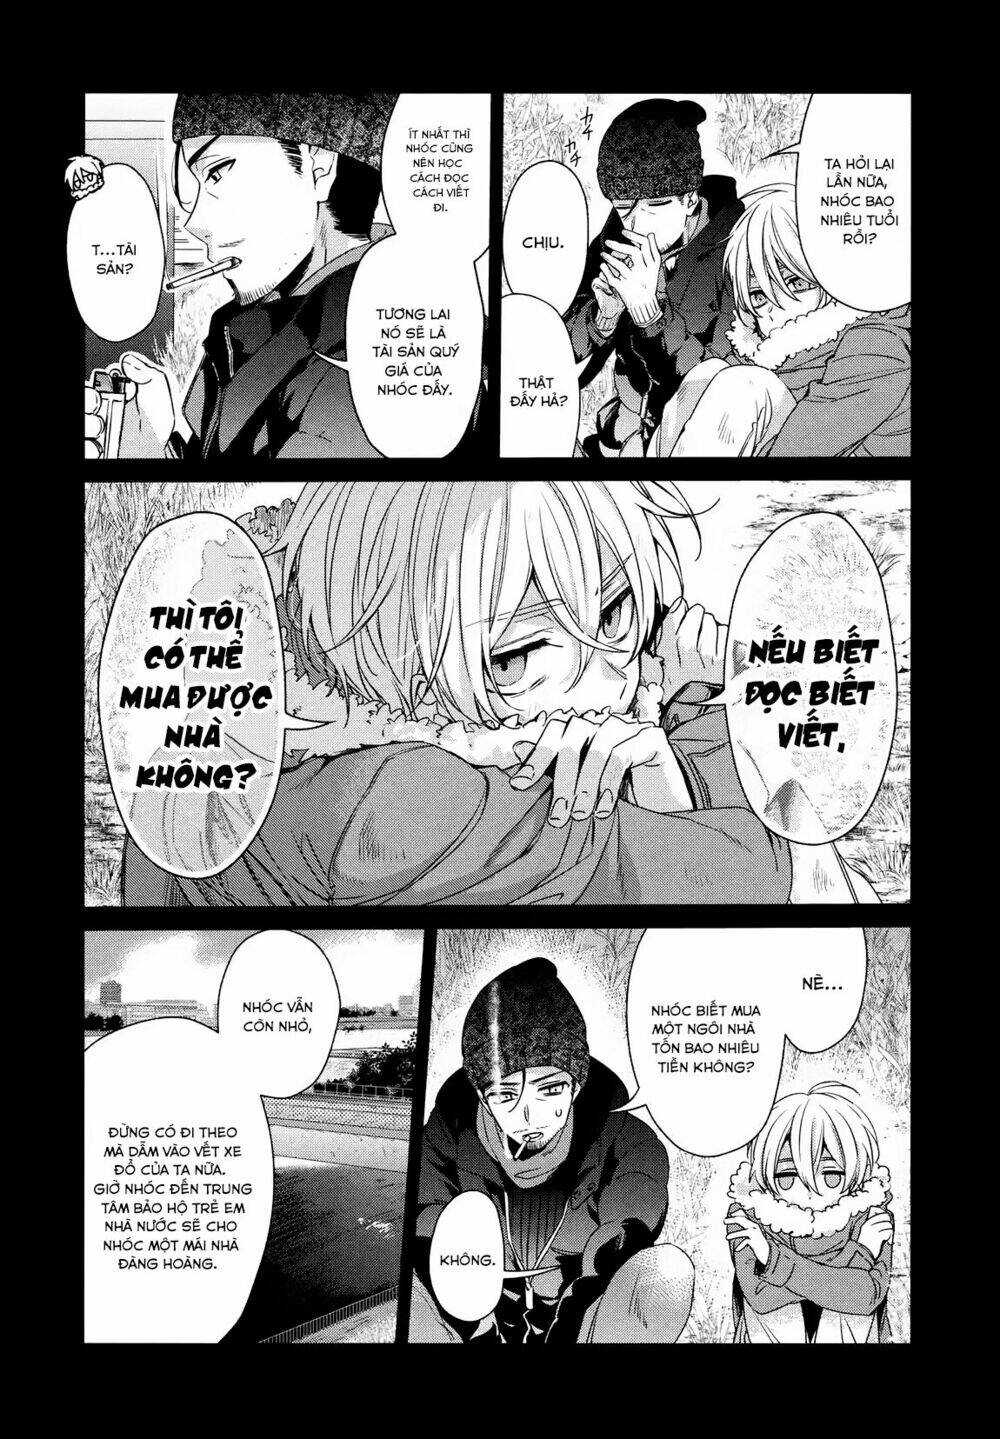 TA HỎI LẠI
LẦN NỮA,
NHÓC BAO
NHIÊU TUỔI
RỒI?
カチ
カチ
CHỊU.
THẬT
ĐẤY HẢ?
ÍT NHẤT THÌ
NHÓC CŨNG
NÊN HỌC
CÁCH ĐỌC
CÁCH VIẾT
ĐI.
TƯƠNG LAI
NÓ SẼ LÀ
TÀI SẢN QUÝ
GIÁ CỦA
NHÓC ĐẤY.
T...TÀI
SẢN?
NẾU BIẾT
ĐỌC BIẾT
VIẾT,
THÌ TÔI
CÓ THỂ
MUA ĐƯỢC
NHÀ
KHÔNG?
NÈ...
NHÓC BIẾT MUA
MỘT NGÔI NHÀ
TỐN BAO NHIÊU
TIỀN KHÔNG?
KHÔNG.
NHÓC VẪN
CÒN NHỎ,
ĐỪNG CÓ ĐI THEO
MÀ DẪM VÀO VẾT XE
ĐỔ CỦA TA NỮA.
GIỜ NHÓC ĐẾN TRUNG
TÂM BẢO HỘ TRẺ EM
NHÀ NƯỚC SẼ CHO
NHÓC MỘT MÁI NHÀ
ĐÀNG HOÀNG.